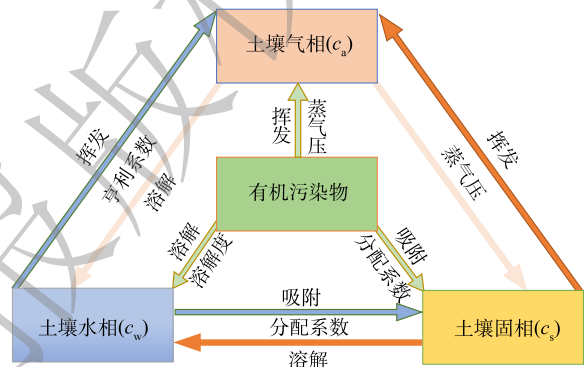 土壤气相(ca)
挥发
亨利系数
溶解
挥发
蒸气压
挥发
蒸气压
有机污染物
溶解
溶解度
吸附
分配系数
土壤水相(cw)
吸附
分配系数
溶解
土壤固相(cs)